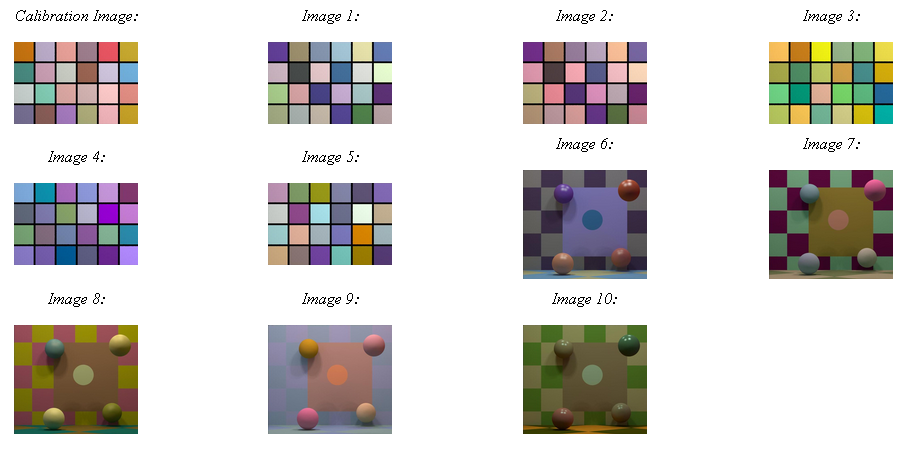 Calibration Image:
Image 1:
Image 2:
Image 3:
Image 4:
Image 5:
Image 6:
Image 7:
Image 8:
Image 9:
Image 10: